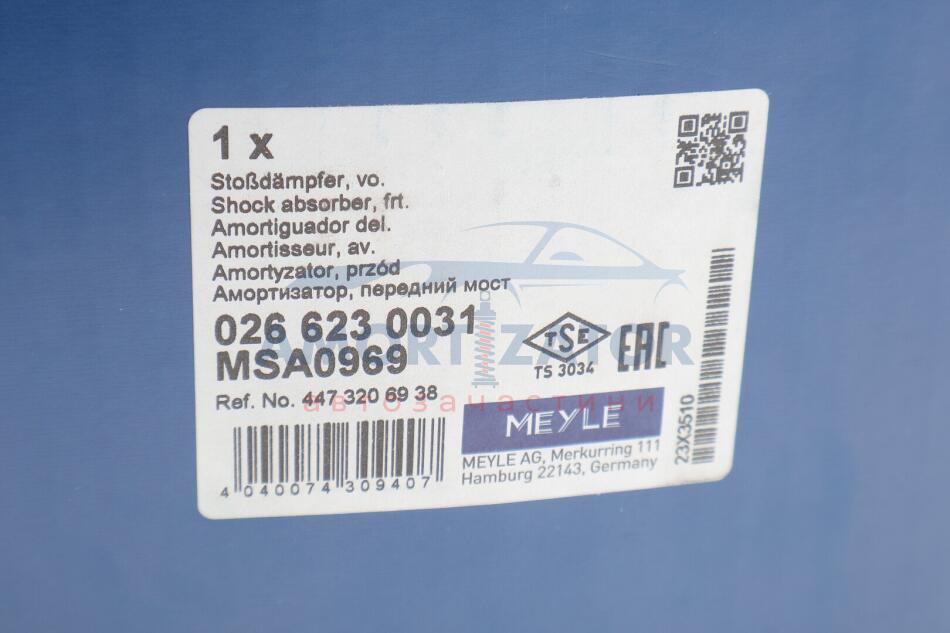 1 x
Stoßdämpfer, vo.
Shock absorber, frt.
Amortiguador del.
Amortisseur, av.
Amortyzator, przód
Амортизатор, передний мост
026 623 0031
MSA0969
Ref. No. 447 320 69 38
4 040074 309407
TSE
TS 3034
EAC
MEYLE
MEYLE AG, Merkurring 111
Hamburg 22143, Germany
23X3510
AMORTIZATOR
автозапчастини